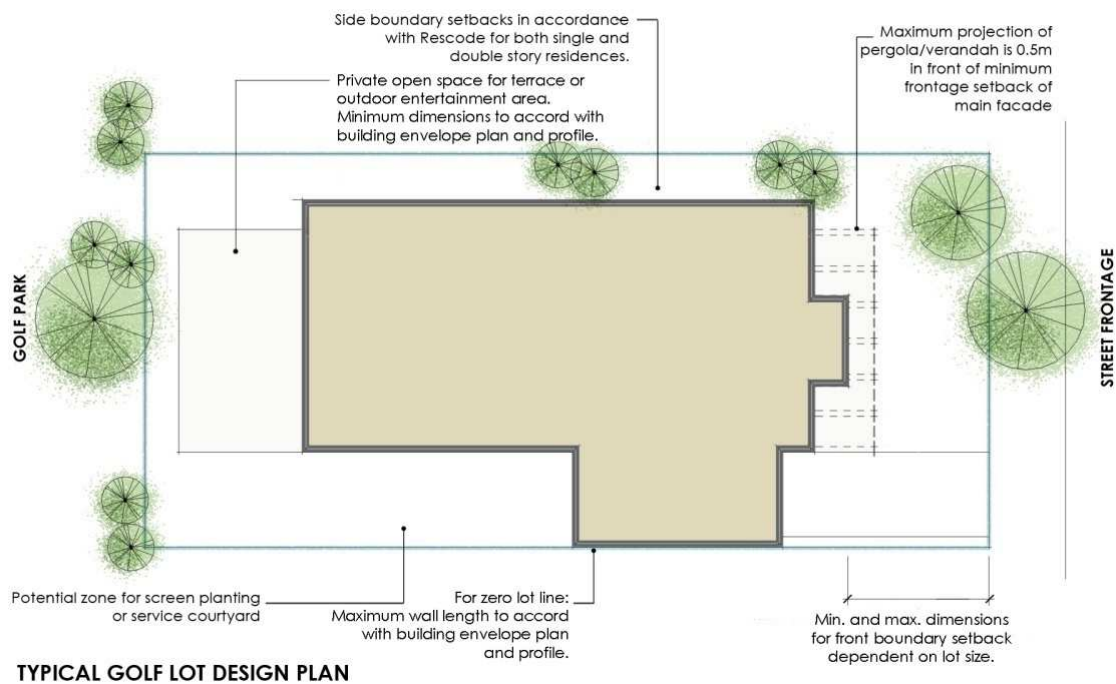 Side boundary setbacks in accordance
with Rescode for both single and
double story residences.
Maximum projection of
pergola/verandah is 0.5m
in front of minimum
frontage setback of
main facade
Private open space for terrace or
outdoor entertainment area.
Minimum dimensions to accord with
building envelope plan and profile.
GOLF PARK
STREET FRONTAGE
Potential zone for screen planting
or service courtyard
For zero lot line:
Maximum wall length to accord
with building envelope plan
and profile.
Min. and max. dimensions
for front boundary setback
dependent on lot size.
TYPICAL GOLF LOT DESIGN PLAN